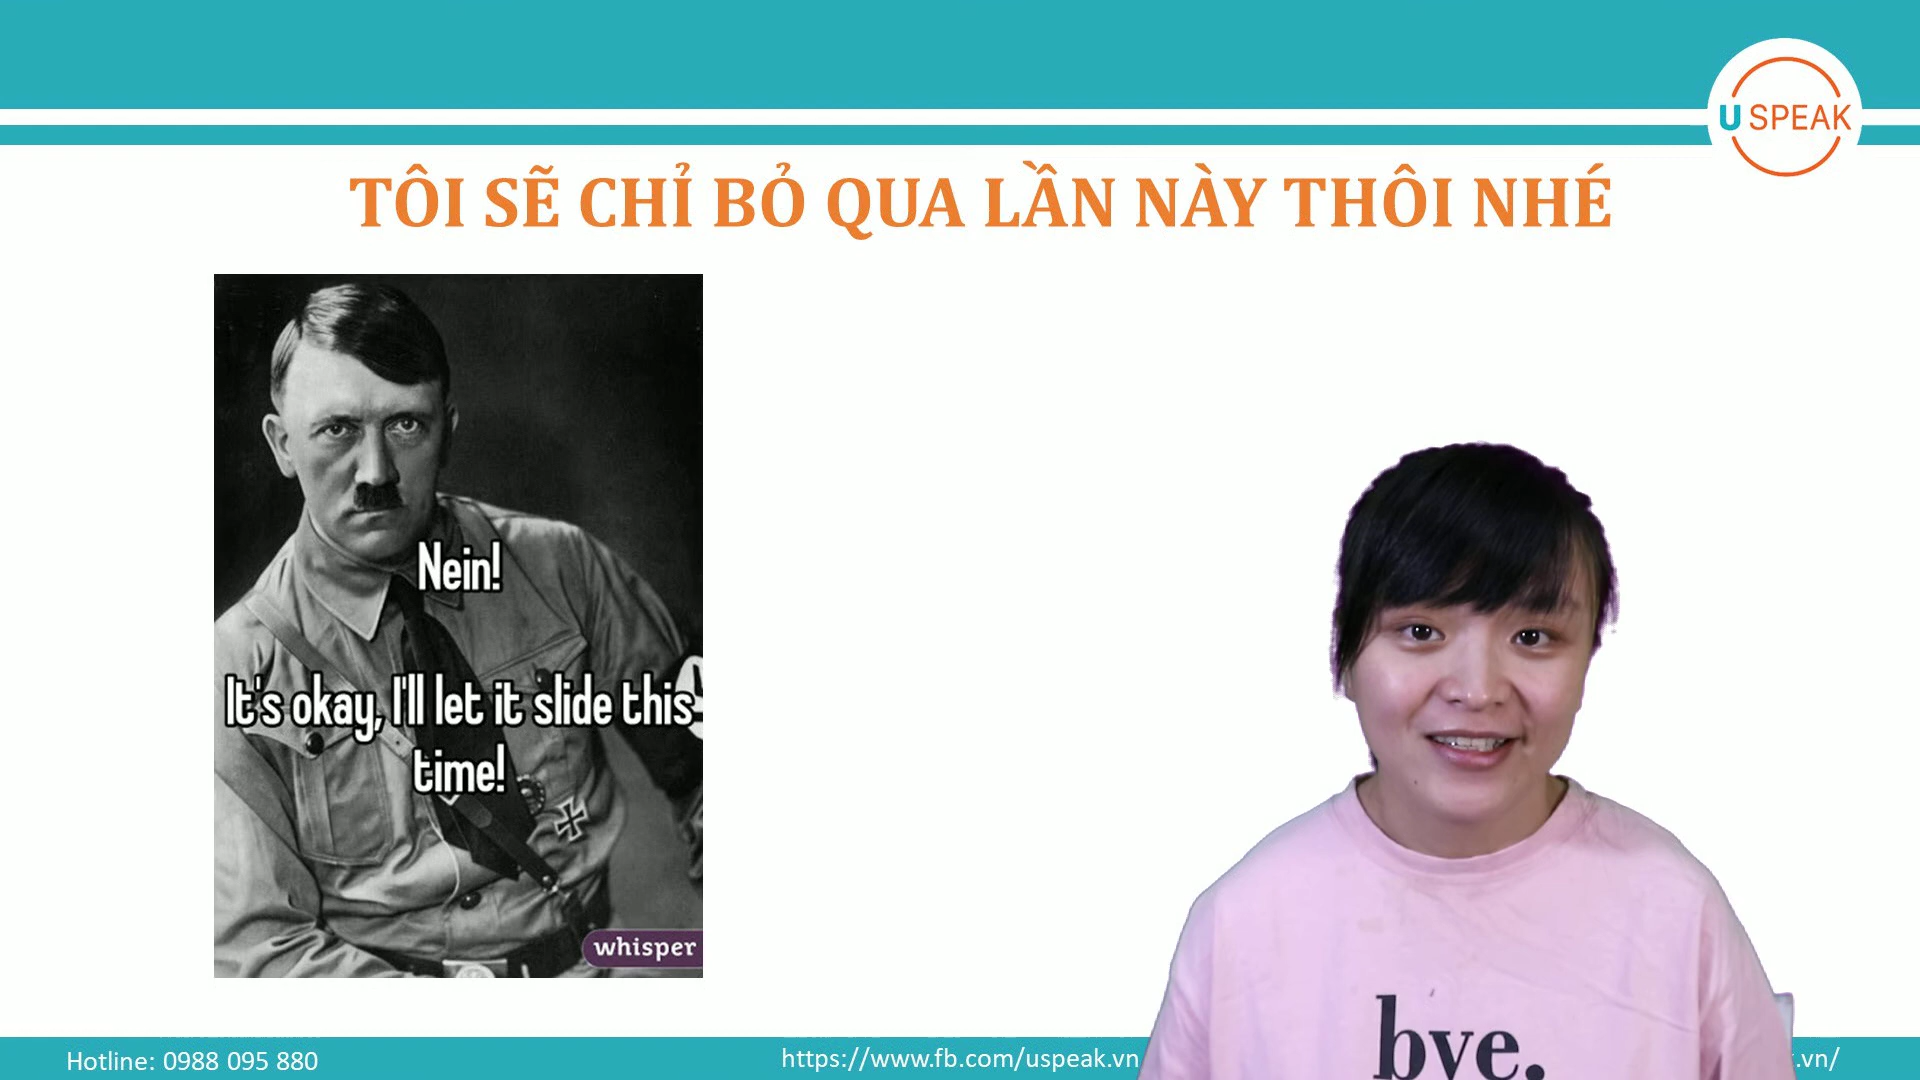 U SPEAK
TÔI SẼ CHỈ BỎ QUA LẦN NÀY THÔI NHÉ
Nein!
It's okay, I'll let it slide this
time!
whisper
bye.
Hotline: 0988 095 880
https://www.fb.com/uspeak.vn
.vn/